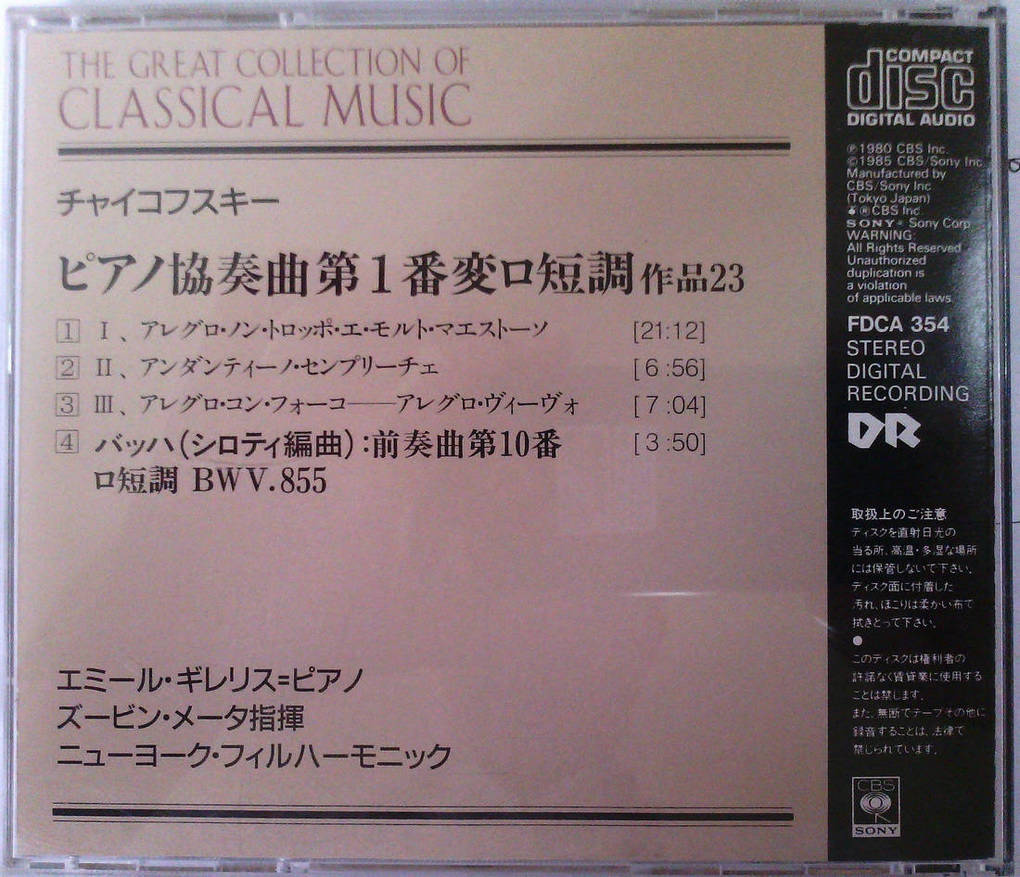 THE GREAT COLLECTION OF
CLASSICAL MUSIC
チャイコフスキー
ピアノ協奏曲第1番変ロ短調 作品23
1 Ⅰ、アレグロ・ノン・トロッポ・エ・モルト・マエストーソ [21:12]
2 Ⅱ、アンダンティーノ・センプリーチェ [6:56]
3 Ⅲ、アレグロ・コン・フォーコ——アレグロ・ヴィーヴォ [7:04]
4 バッハ(シロティ編曲):前奏曲第10番 [3:50]
ロ短調 BWV.855
エミール・ギレリス=ピアノ
ズービン・メータ指揮
ニューヨーク・フィルハーモニック
COMPACT
disc
DIGITAL AUDIO
℗1980 CBS Inc.
©1985 CBS/Sony Inc.
Manufactured by
CBS/Sony Inc
(Tokyo Japan)
®CBS Inc.
SONY® Sony Corp
WARNING:
All Rights Reserved
Unauthorized
duplication is
a violation
of applicable laws.
FDCA 354
STEREO
DIGITAL
RECORDING
DR
取扱上のご注意
ディスクを直射日光の
当る所、高温・多湿な場所
には保管しないで下さい。
ディスク面に付着した
汚れ、ほこりは柔かい布で
拭きとって下さい。
このディスクは権利者の
許諾なく賃貸業に使用する
ことは禁じます。
また、無断でテープその他に
録音することは、法律で
禁じられています。
CBS
SONY